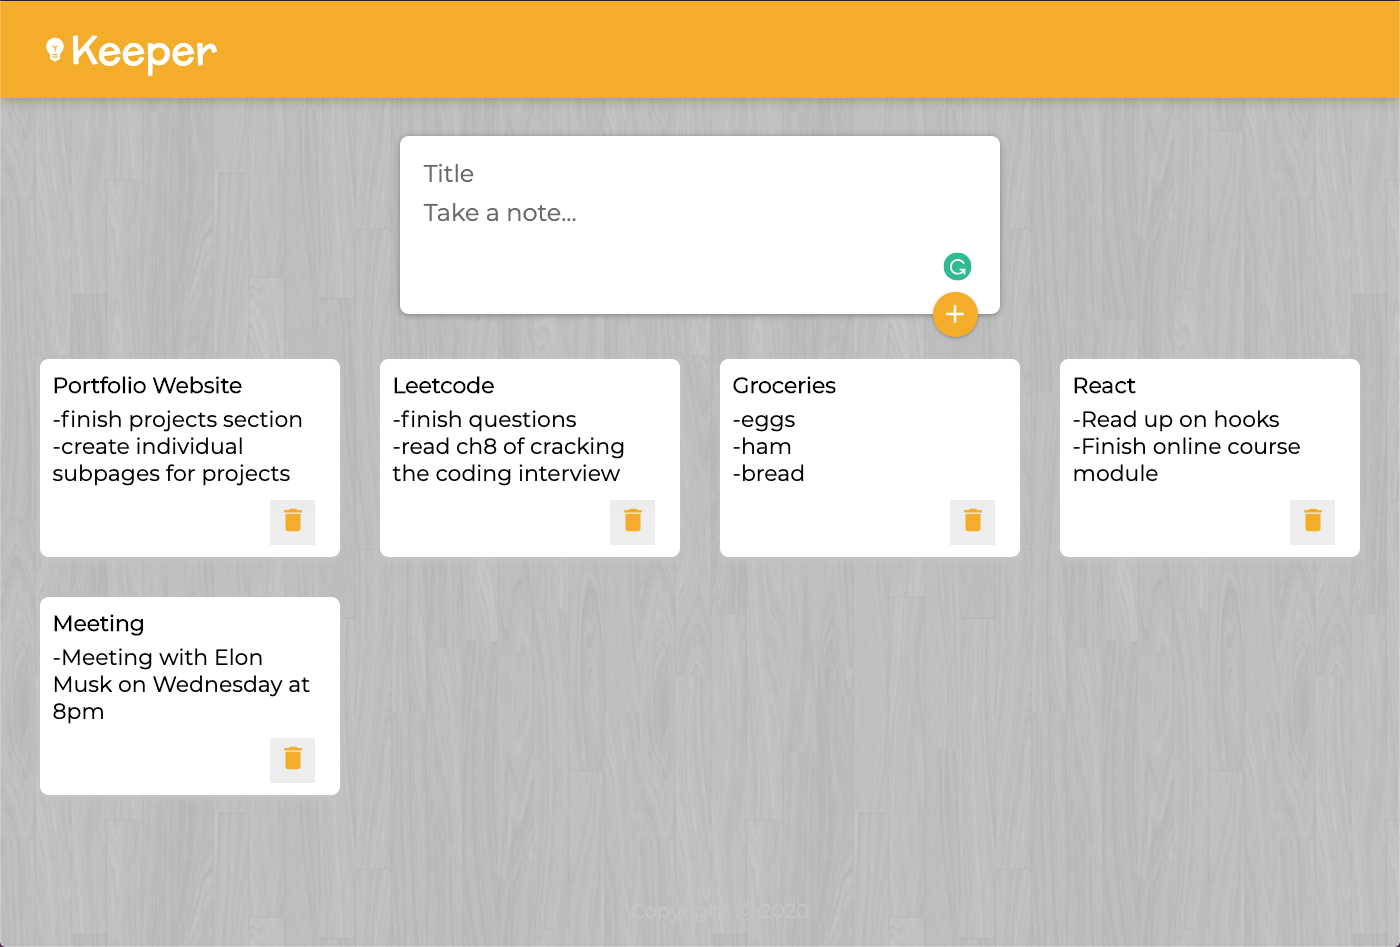 Keeper
Title
Take a note...
Portfolio Website
-finish projects section
-create individual
subpages for projects
Leetcode
-finish questions
-read ch8 of cracking
the coding interview
Groceries
-eggs
-ham
-bread
React
-Read up on hooks
-Finish online course
module
Meeting
-Meeting with Elon
Musk on Wednesday at
8pm
Copyright © 2020